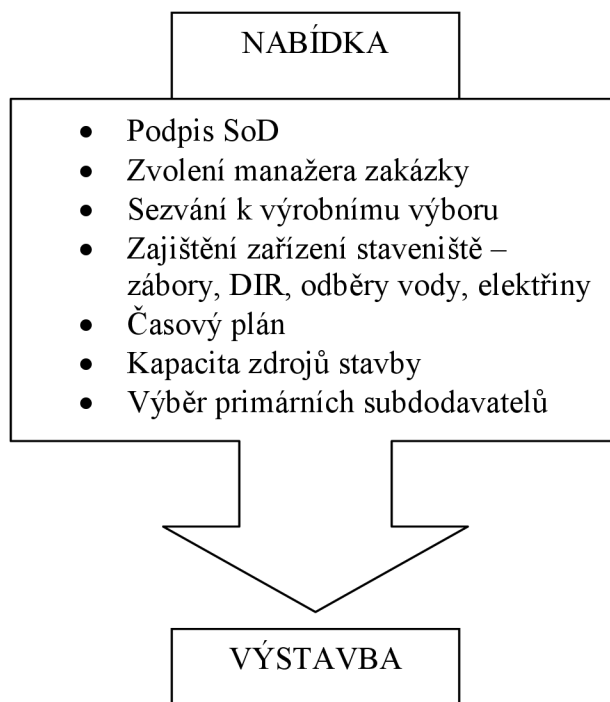 NABÍDKA
• Podpis SoD
• Zvolení manažera zakázky
• Sezvání k výrobnímu výboru
• Zajištění zařízení staveniště –
zábory, DIR, odběry vody, elektřiny
• Časový plán
• Kapacita zdrojů stavby
• Výběr primárních subdodavatelů
VÝSTAVBA